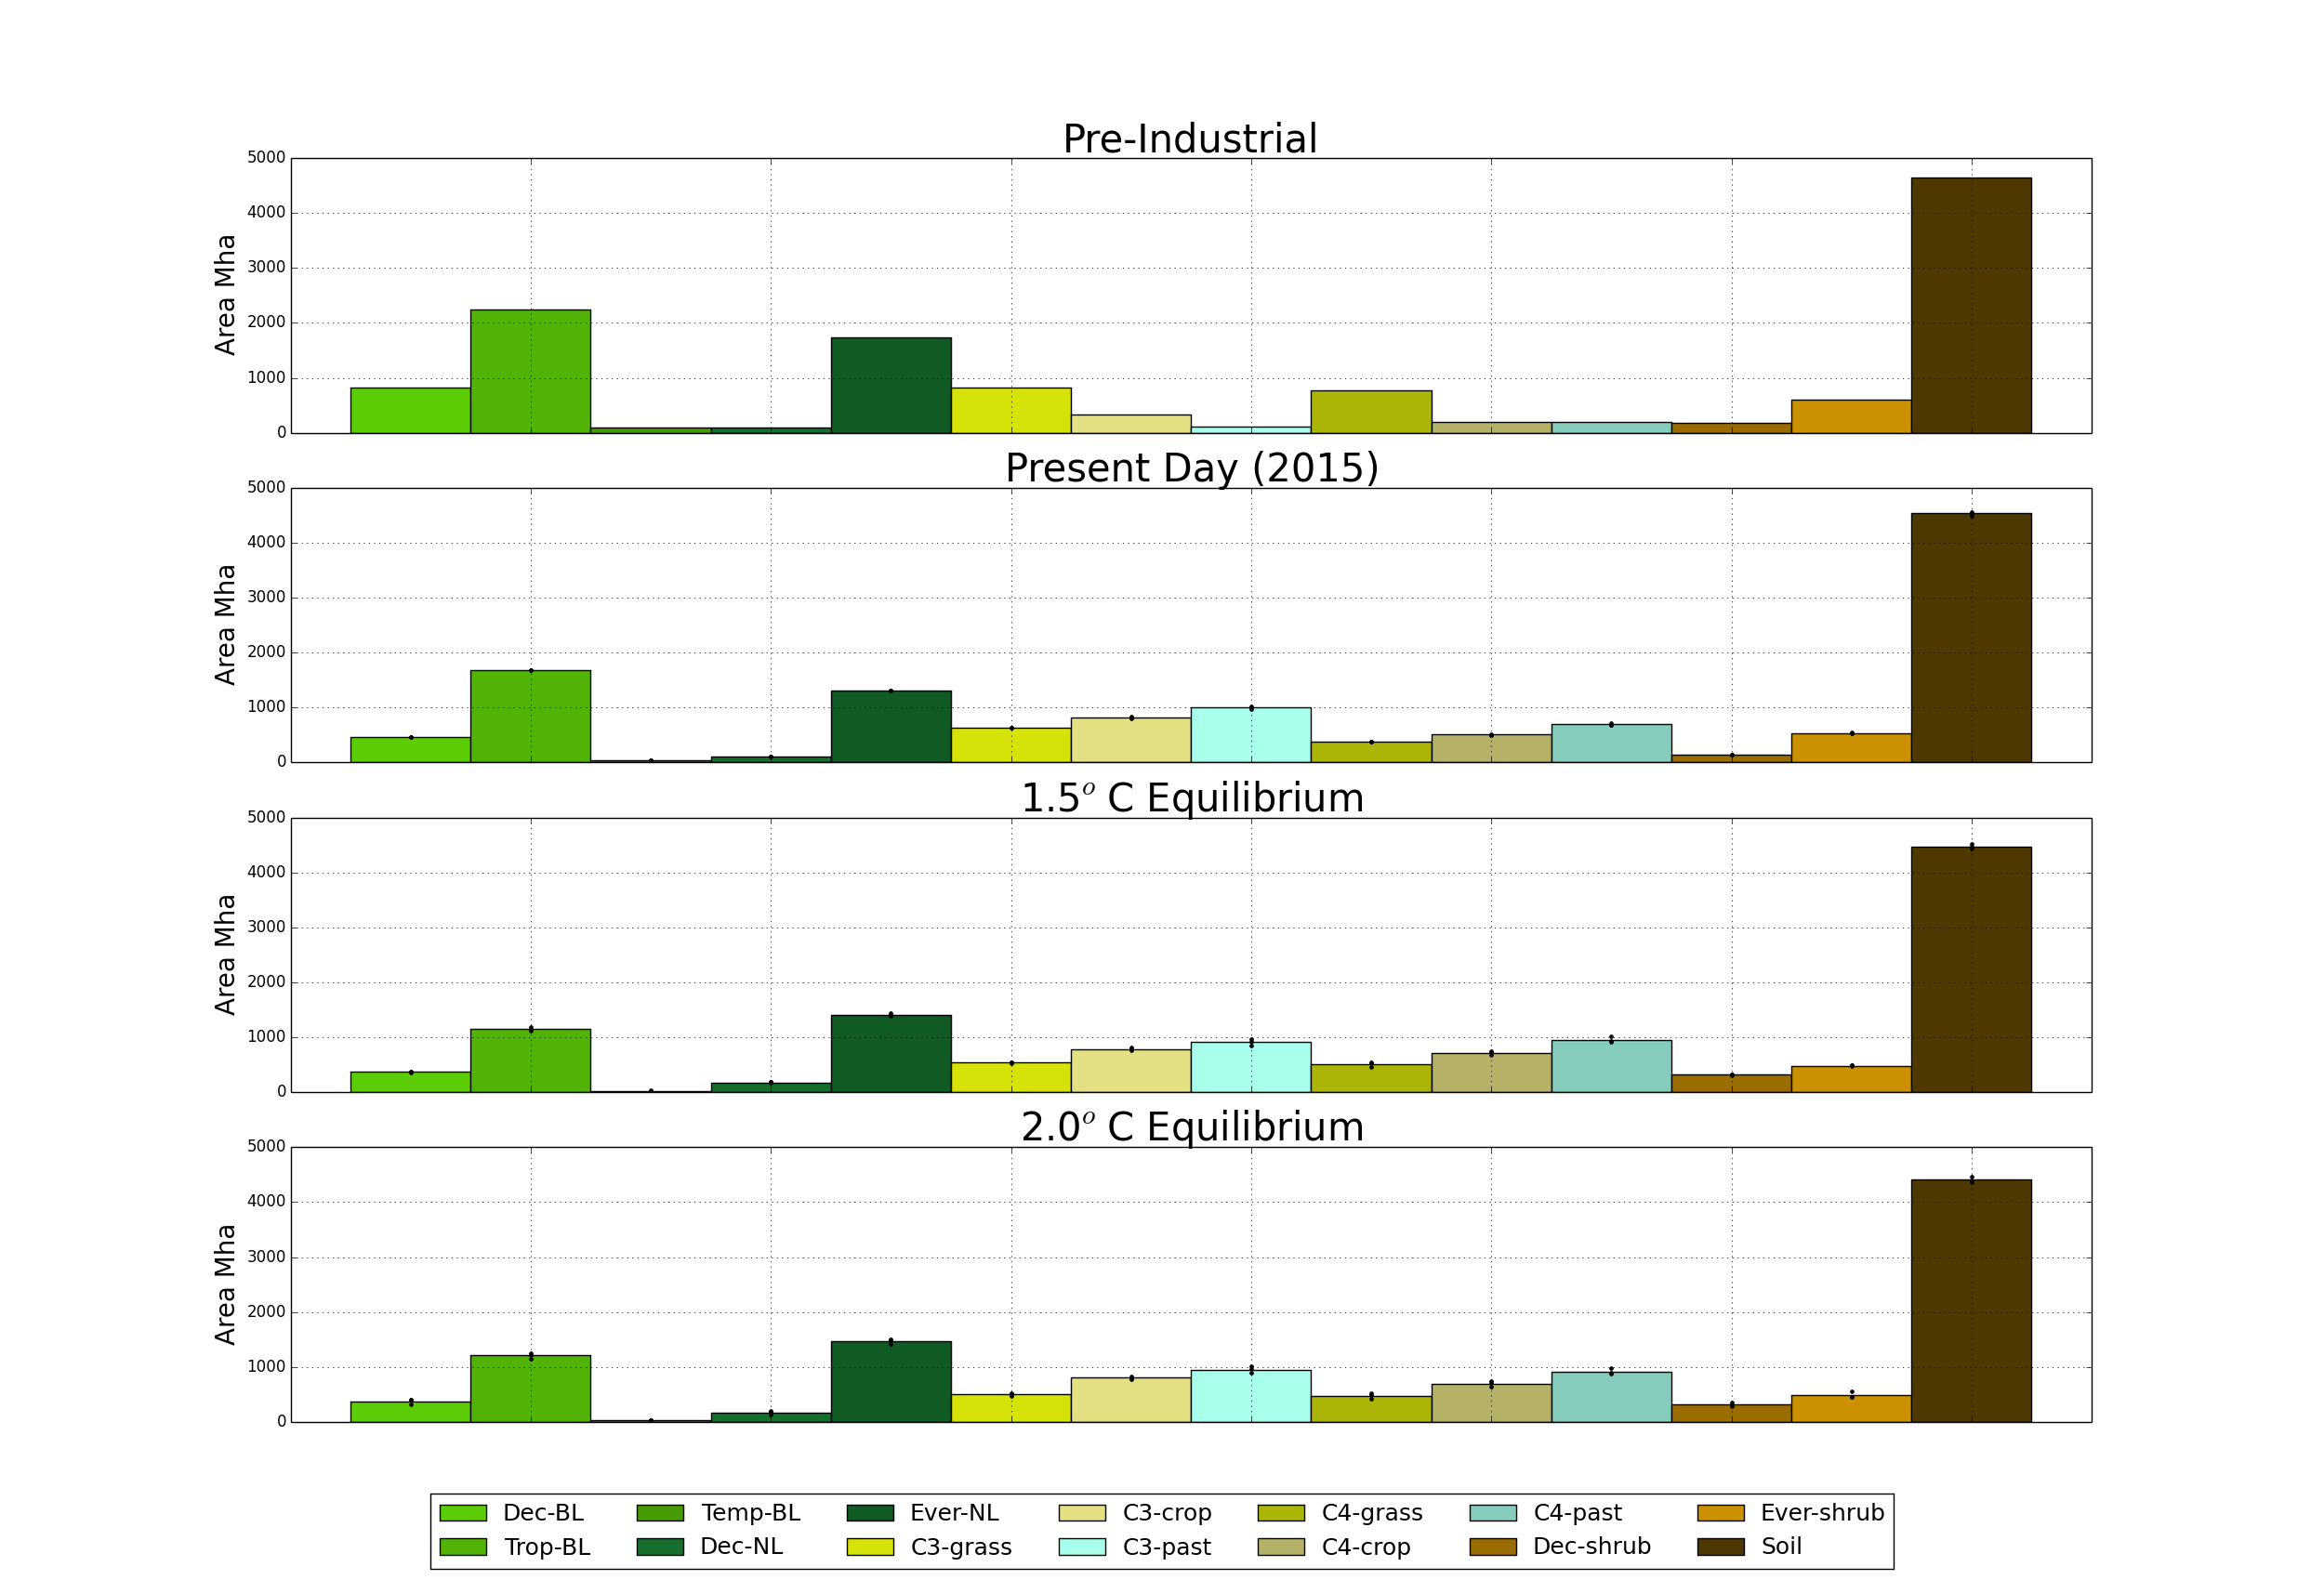 Pre-Industrial
5000
4000
3000
2000
1000
0
Area Mha
Present Day (2015)
5000
4000
3000
2000
1000
0
Area Mha
1.5° C Equilibrium
5000
4000
3000
2000
1000
0
Area Mha
2.0° C Equilibrium
5000
4000
3000
2000
1000
0
Area Mha
Dec-BL Temp-BL Ever-NL C3-crop C4-grass C4-past Ever-shrub
Trop-BL Dec-NL C3-grass C3-past C4-crop Dec-shrub Soil